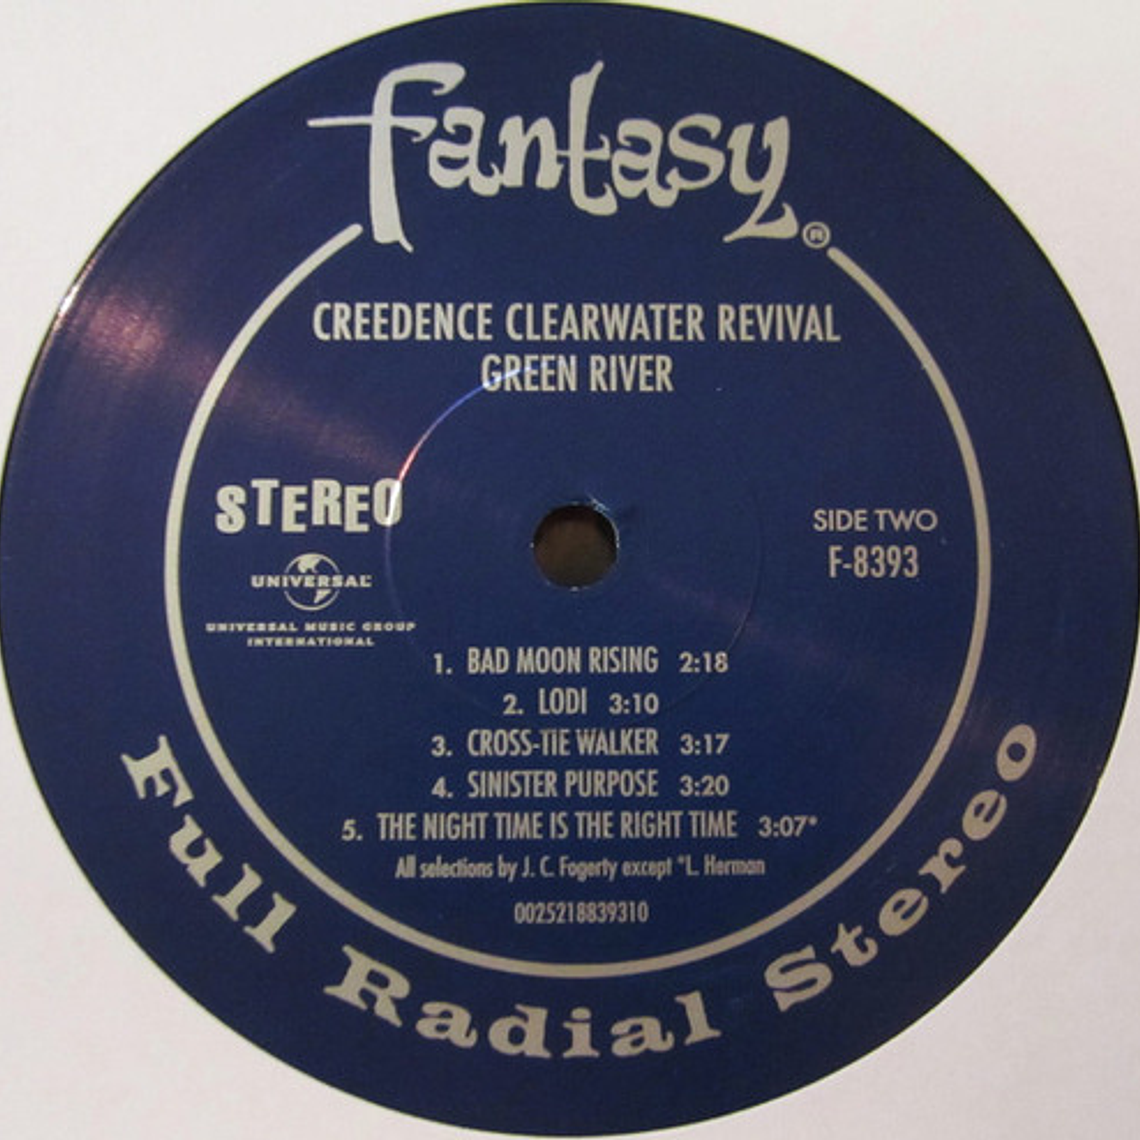 fantasy®
CREEDENCE CLEARWATER REVIVAL
GREEN RIVER
STEREO
UNIVERSAL
UNIVERSAL MUSIC GROUP
INTERNATIONAL
SIDE TWO
F-8393
1. BAD MOON RISING 2:18
2. LODI 3:10
3. CROSS-TIE WALKER 3:17
4. SINISTER PURPOSE 3:20
5. THE NIGHT TIME IS THE RIGHT TIME 3:07*
All selections by J. C. Fogerty except *L. Herman
0025218839310
Full Radial Stereo